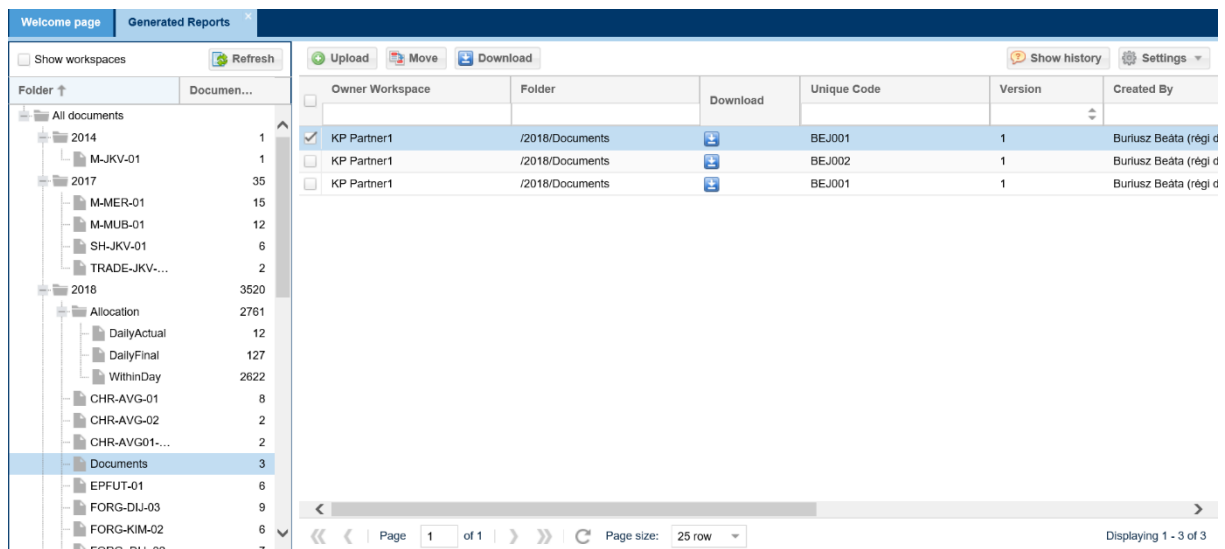 Welcome page Generated Reports
Show workspaces Refresh Upload Move Download Show history Settings
Folder Documen... Owner Workspace Folder Download Unique Code Version Created By
All documents
2014 1 KP Partner1 /2018/Documents BEJ001 1 Buriusz Beáta (régi d
M-JKV-01 1 KP Partner1 /2018/Documents BEJ002 1 Buriusz Beáta (régi d
2017 35 KP Partner1 /2018/Documents BEJ001 1 Buriusz Beáta (régi d
M-MER-01 15
M-MUB-01 12
SH-JKV-01 6
TRADE-JKV-... 2
2018 3520
Allocation 2761
DailyActual 12
DailyFinal 127
WithinDay 2622
CHR-AVG-01 8
CHR-AVG-02 2
CHR-AVG01-... 2
Documents 3
EPFUT-01 6
FORG-DIJ-03 9
FORG-KIM-02 6 Page 1 of 1 Page size: 25 row Displaying 1 - 3 of 3